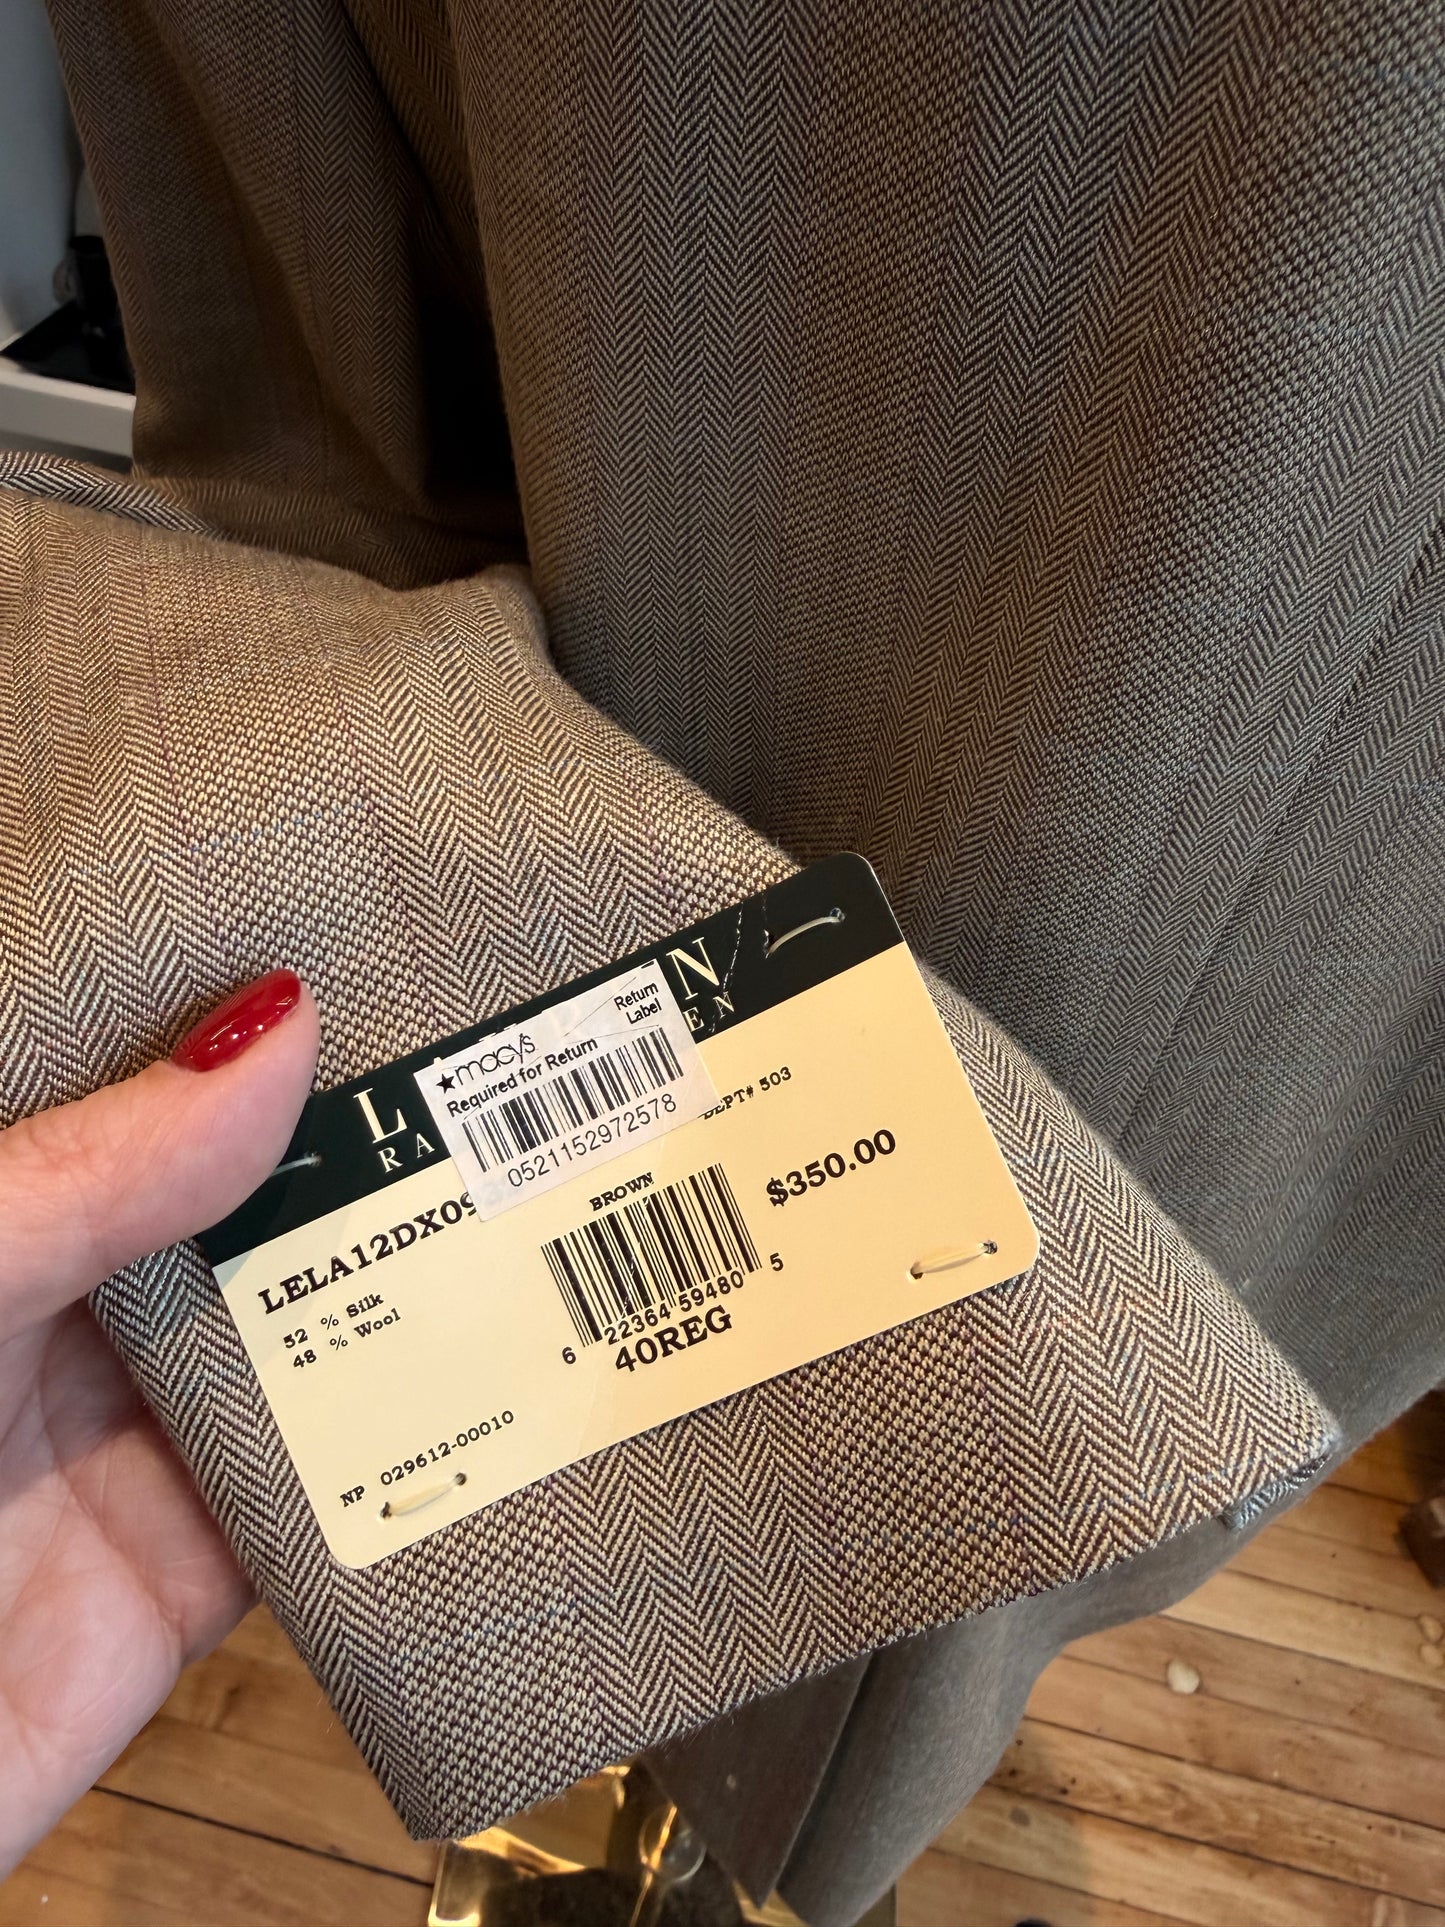 L N
RA EN
★macy's
Return
Label
Required for Return
0521152972578
DEPT# 503
LELA12DX09
BROWN
$350.00
52 % Silk
48 % Wool
6 22364 59480 5
40REG
NP 029612-00010